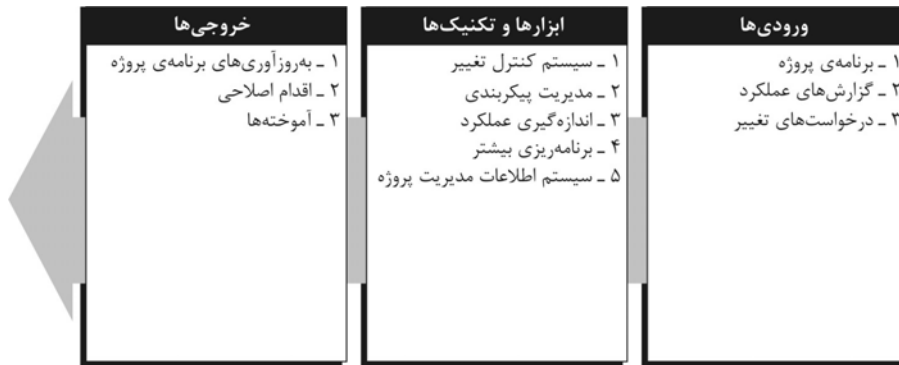 ورودی‌ها
۱ ـ برنامه‌ی پروژه
۲ ـ گزارش‌های عملکرد
۳ ـ درخواست‌های تغییر
ابزارها و تکنیک‌ها
۱ ـ سیستم کنترل تغییر
۲ ـ مدیریت پیکربندی
۳ ـ اندازه‌گیری عملکرد
۴ ـ برنامه‌ریزی بیشتر
۵ ـ سیستم اطلاعات مدیریت پروژه
خروجی‌ها
۱ ـ به‌روزآوری‌های برنامه‌ی پروژه
۲ ـ اقدام اصلاحی
۳ ـ آموخته‌ها